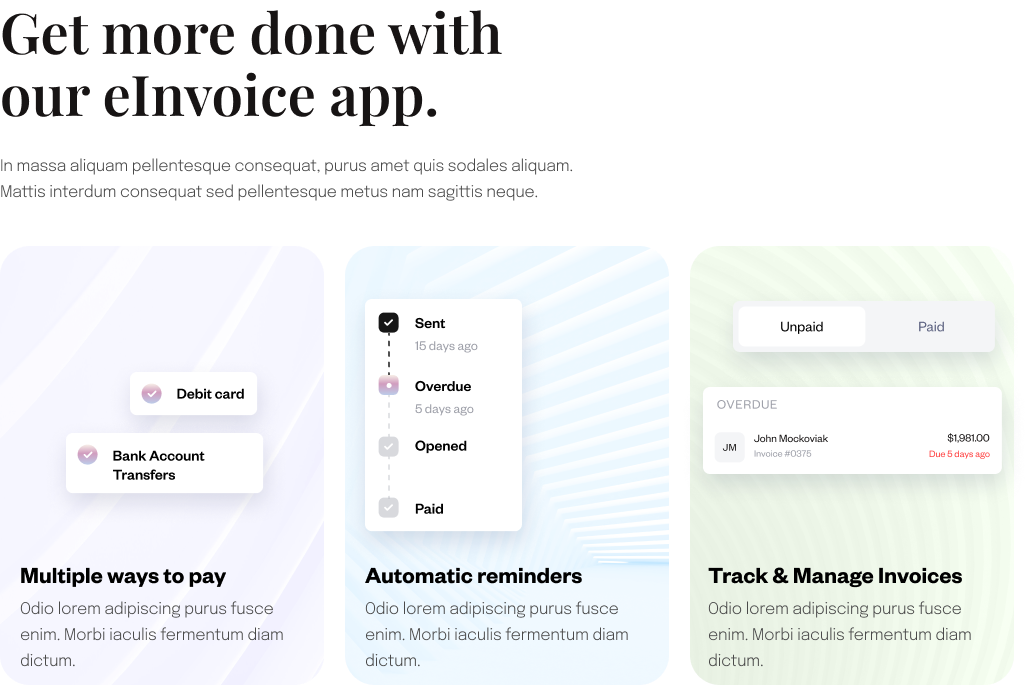 Get more done with
our eInvoice app.
In massa aliquam pellentesque consequat, purus amet quis sodales aliquam.
Mattis interdum consequat sed pellentesque metus nam sagittis neque.
Debit card
Bank Account
Transfers
Multiple ways to pay
Odio lorem adipiscing purus fusce
enim. Morbi iaculis fermentum diam
dictum.
Sent
15 days ago
Overdue
5 days ago
Opened
Paid
Automatic reminders
Odio lorem adipiscing purus fusce
enim. Morbi iaculis fermentum diam
dictum.
Unpaid
Paid
OVERDUE
JM
John Mockoviak
$1,981.00
Invoice #0375
Due 5 days ago
Track & Manage Invoices
Odio lorem adipiscing purus fusce
enim. Morbi iaculis fermentum diam
dictum.